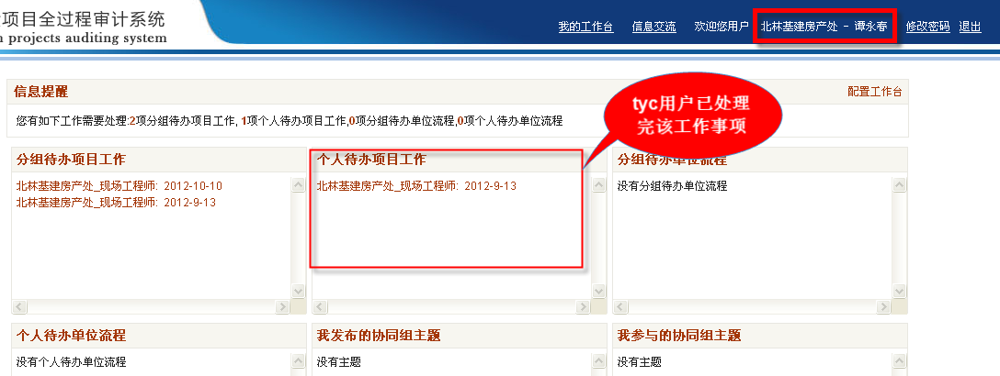 项目全过程审计系统
projects auditing system
我的工作台 信息交流 欢迎您用户 北林基建房产处 - 谭永春 修改密码 退出
信息提醒 配置工作台
您有如下工作需要处理:2项分组待办项目工作, 1项个人待办项目工作,0项分组待办单位流程,0项个人待办单位流程
tyc用户已处理
完该工作事项
分组待办项目工作
北林基建房产处_现场工程师: 2012-10-10
北林基建房产处_现场工程师: 2012-9-13
个人待办项目工作
北林基建房产处_现场工程师: 2012-9-13
分组待办单位流程
没有分组待办单位流程
个人待办单位流程
没有个人待办单位流程
我发布的协同组主题
没有主题
我参与的协同组主题
没有主题